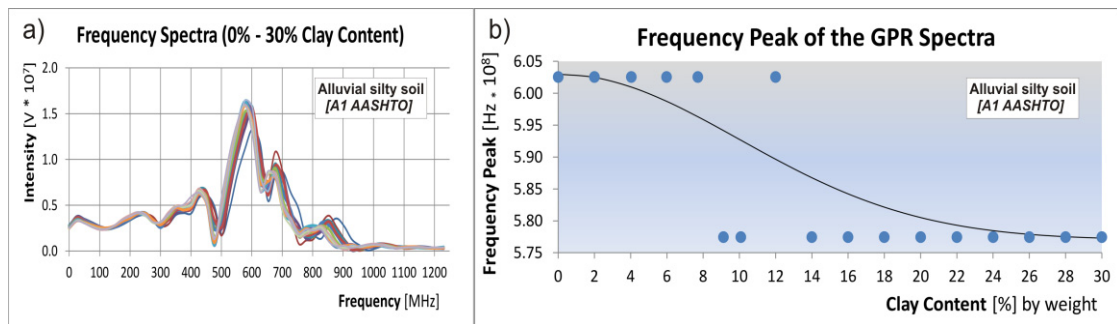 a)
Frequency Spectra (0% - 30% Clay Content)
Alluvial silty soil
[A1 AASHTO]
Intensity [V * 10⁷]
2.0
1.5
1.0
0.5
0.0
0 100 200 300 400 500 600 700 800 900 1000 1100 1200
Frequency [MHz]
b)
Frequency Peak of the GPR Spectra
Alluvial silty soil
[A1 AASHTO]
Frequency Peak [Hz * 10⁸]
6.05
6.00
5.95
5.90
5.85
5.80
5.75
0 2 4 6 8 10 12 14 16 18 20 22 24 26 28 30
Clay Content [%] by weight